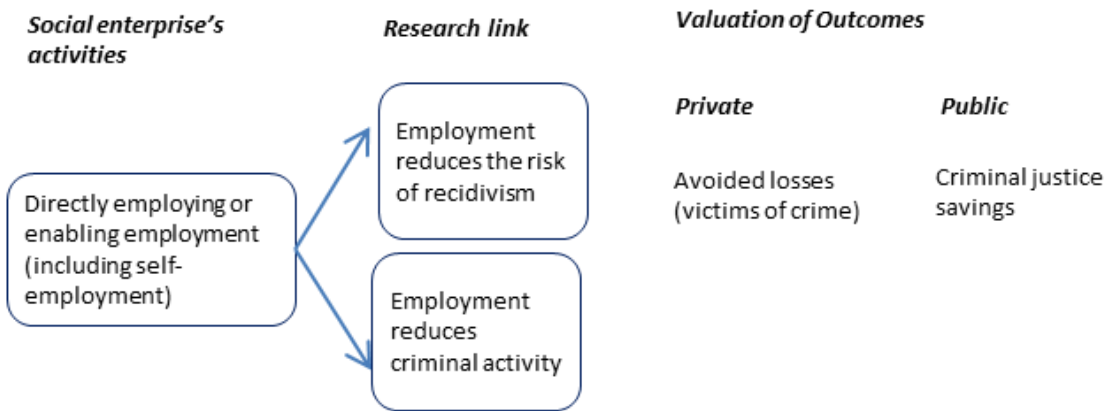 Social enterprise's
activities
Research link
Valuation of Outcomes
Private
Public
Directly employing or
enabling employment
(including self-
employment)
Employment
reduces the risk
of recidivism
Employment
reduces
criminal activity
Avoided losses
(victims of crime)
Criminal justice
savings